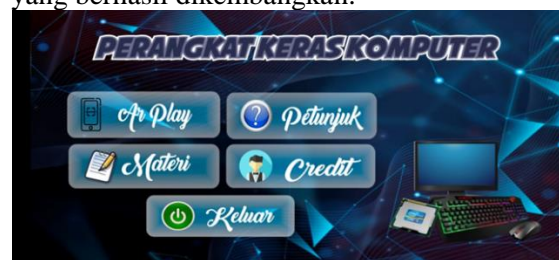 yang berhasil dikembangkan.
PERANGKAT KERAS KOMPUTER
Ar Play
Petunjuk
Materi
Credit
Keluar